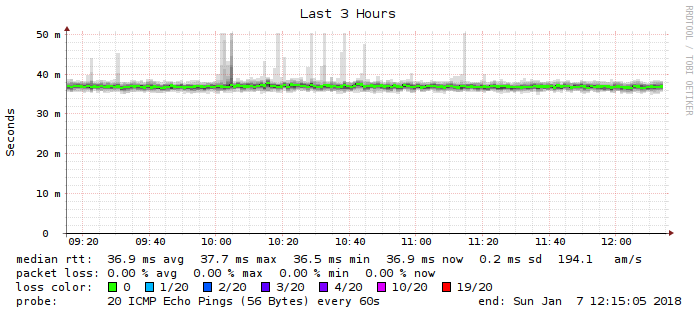 Last 3 Hours
RRDTOOL / TOBI OETIKER
Seconds
50 m
40 m
30 m
20 m
10 m
0
09:20 09:40 10:00 10:20 10:40 11:00 11:20 11:40 12:00
median rtt: 36.9 ms avg 37.7 ms max 36.5 ms min 36.9 ms now 0.2 ms sd 194.1 am/s
packet loss: 0.00 % avg 0.00 % max 0.00 % min 0.00 % now
loss color: 0 1/20 2/20 3/20 4/20 10/20 19/20
probe: 20 ICMP Echo Pings (56 Bytes) every 60s end: Sun Jan 7 12:15:05 2018